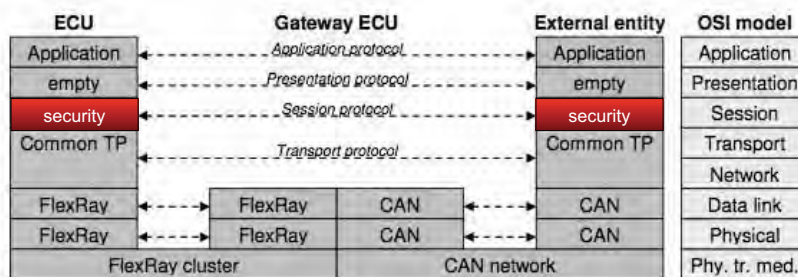 ECU Gateway ECU External entity OSI model
Application Application protocol Application Application
empty Presentation protocol empty Presentation
security Session protocol security Session
Common TP Transport protocol Common TP Transport
Network
FlexRay FlexRay CAN CAN Data link
FlexRay FlexRay CAN CAN Physical
FlexRay cluster CAN network Phy. tr. med.